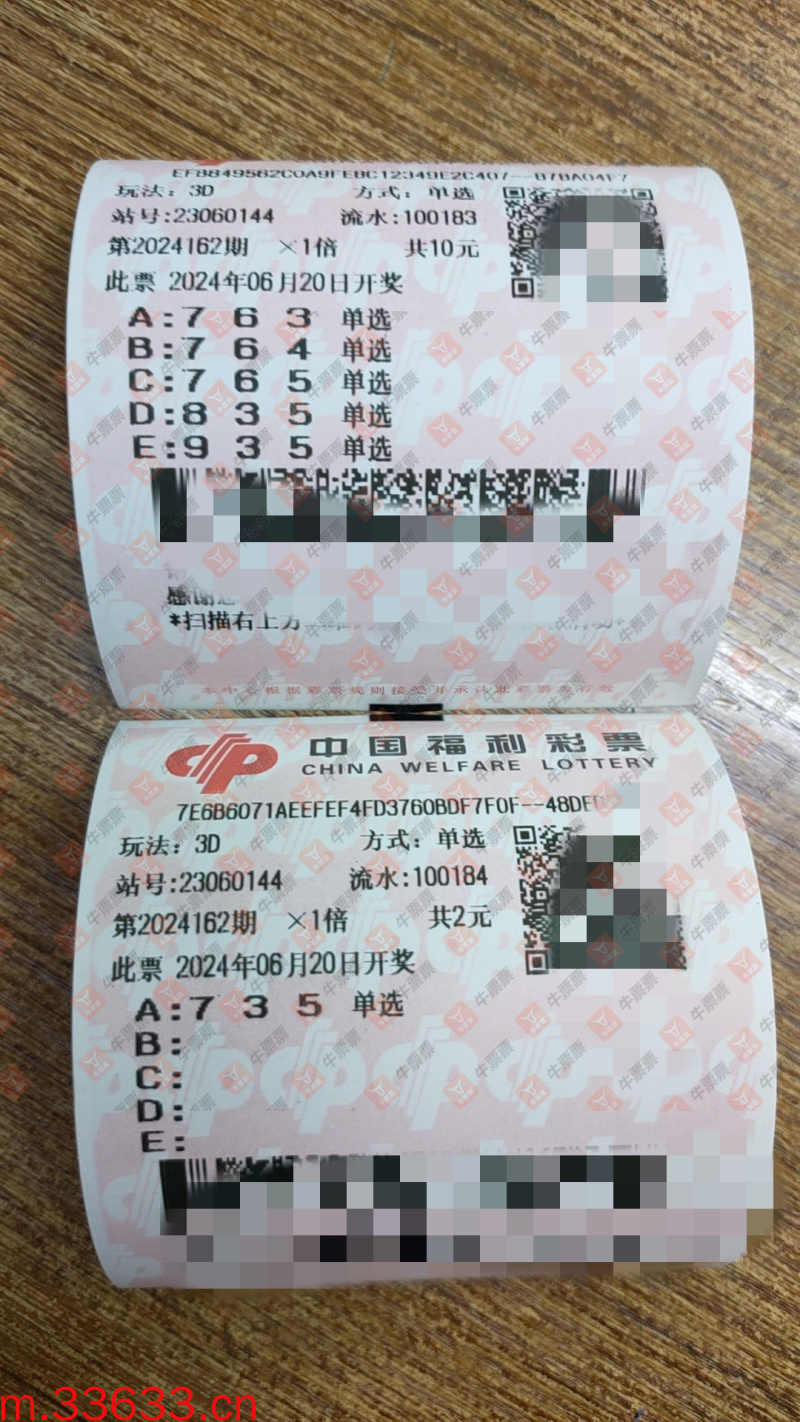 玩法：3D 方式：单选
站号:23060144 流水:100183
第2024162期 ×1倍 共10元
此票 2024年06月20日开奖
A:7 6 3 单选
B:7 6 4 单选
C:7 6 5 单选
D:8 3 5 单选
E:9 3 5 单选
*扫描右上方
中国福利彩票
CHINA WELFARE LOTTERY
7E6B6071AEEFEF4FD3760BDF7F0F--48DFD
玩法：3D 方式：单选
站号:23060144 流水:100184
第2024162期 ×1倍 共2元
此票 2024年06月20日开奖
A:7 3 5 单选
B:
C:
D:
E:
牛票票
m.33633.cn